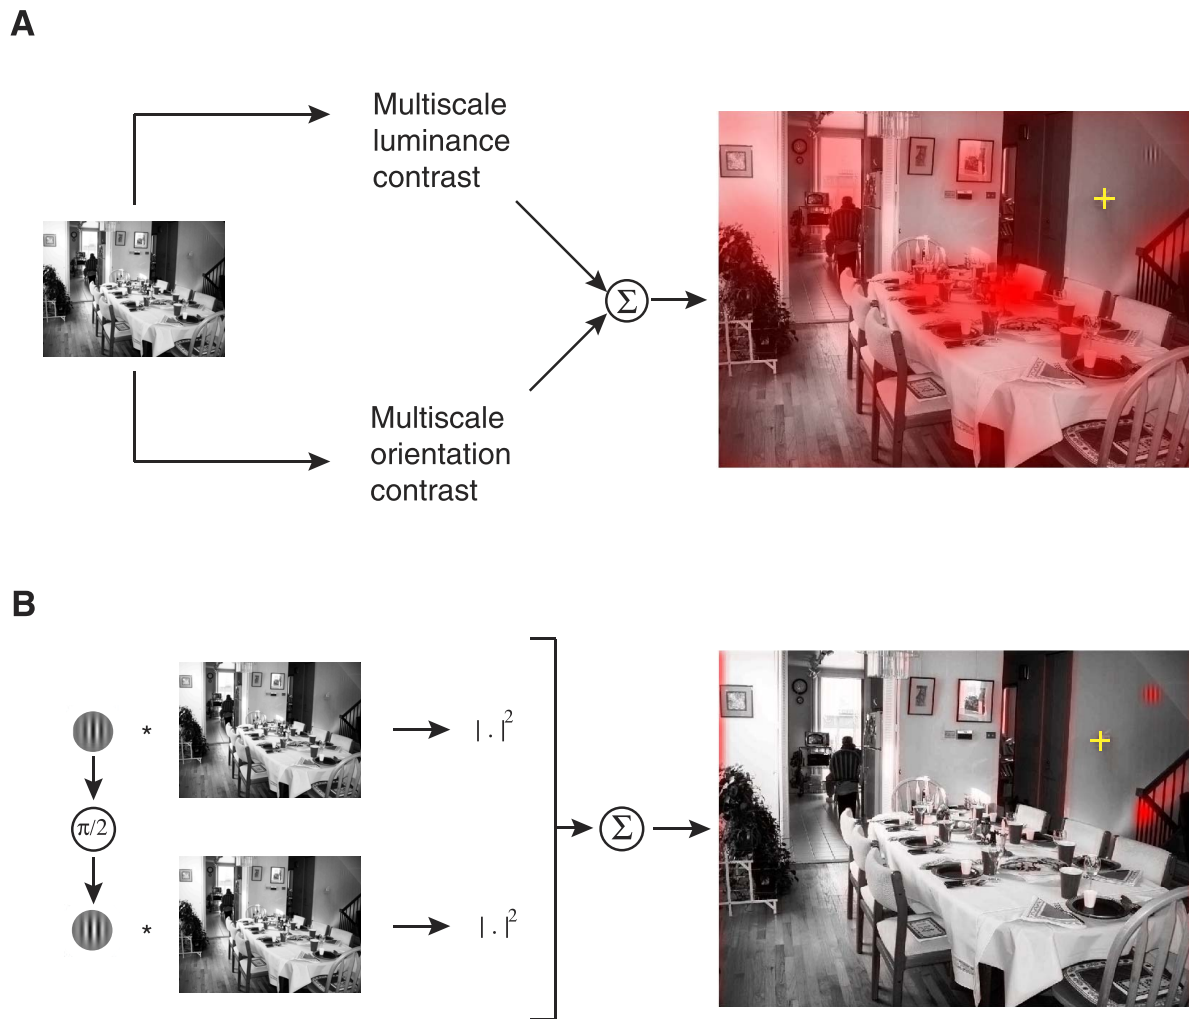 A
Multiscale
luminance
contrast
Σ
Multiscale
orientation
contrast
B
* | . |²
π/2
Σ
* | . |²